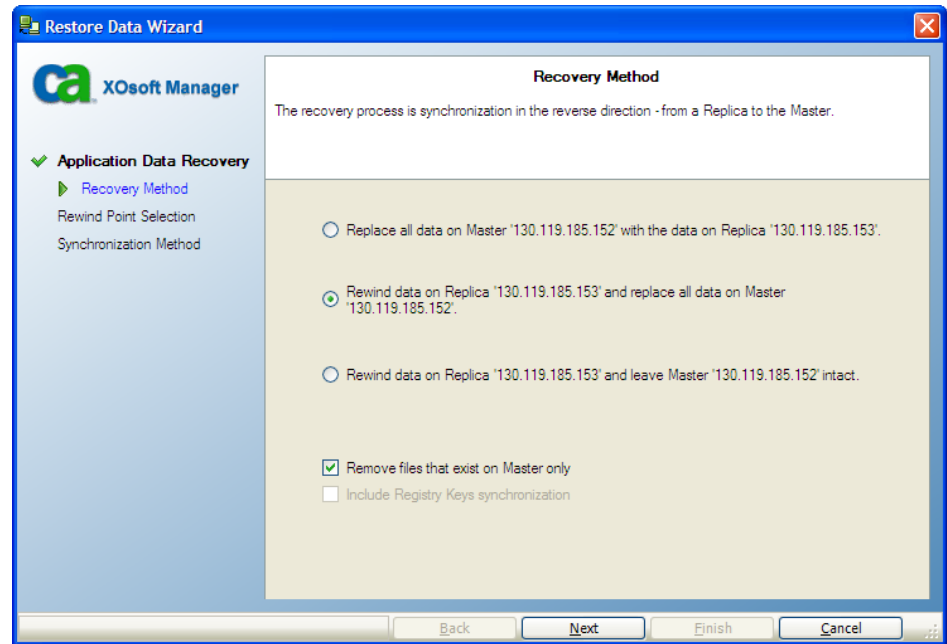 Restore Data Wizard
ca
XOsoft Manager
Application Data Recovery
Recovery Method
Rewind Point Selection
Synchronization Method
Recovery Method
The recovery process is synchronization in the reverse direction - from a Replica to the Master.
Replace all data on Master '130.119.185.152' with the data on Replica '130.119.185.153'.
Rewind data on Replica '130.119.185.153' and replace all data on Master
'130.119.185.152'.
Rewind data on Replica '130.119.185.153' and leave Master '130.119.185.152' intact.
Remove files that exist on Master only
Include Registry Keys synchronization
Back
Next
Finish
Cancel